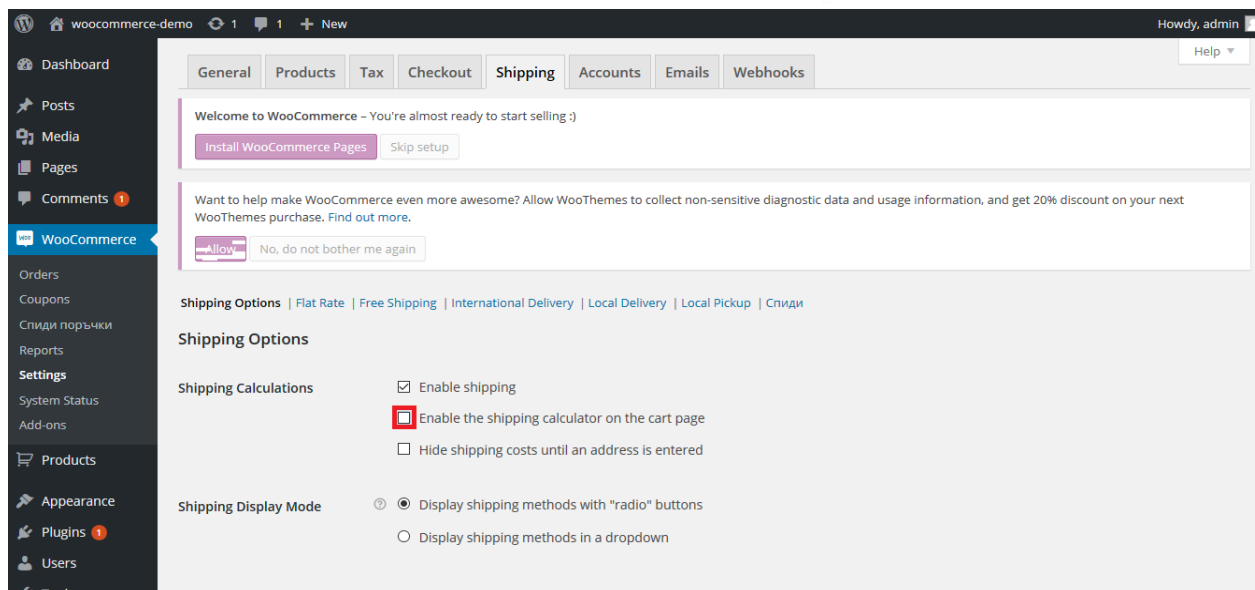 woocommerce-demo 1 1 + New Howdy, admin
Help
Dashboard
Posts
Media
Pages
Comments 1
WooCommerce
Orders
Coupons
Спиди поръчки
Reports
Settings
System Status
Add-ons
Products
Appearance
Plugins 1
Users
General Products Tax Checkout Shipping Accounts Emails Webhooks
Welcome to WooCommerce – You're almost ready to start selling :)
Install WooCommerce Pages Skip setup
Want to help make WooCommerce even more awesome? Allow WooThemes to collect non-sensitive diagnostic data and usage information, and get 20% discount on your next
WooThemes purchase. Find out more.
Allow No, do not bother me again
Shipping Options | Flat Rate | Free Shipping | International Delivery | Local Delivery | Local Pickup | Спиди
Shipping Options
Shipping Calculations Enable shipping
Enable the shipping calculator on the cart page
Hide shipping costs until an address is entered
Shipping Display Mode Display shipping methods with "radio" buttons
Display shipping methods in a dropdown